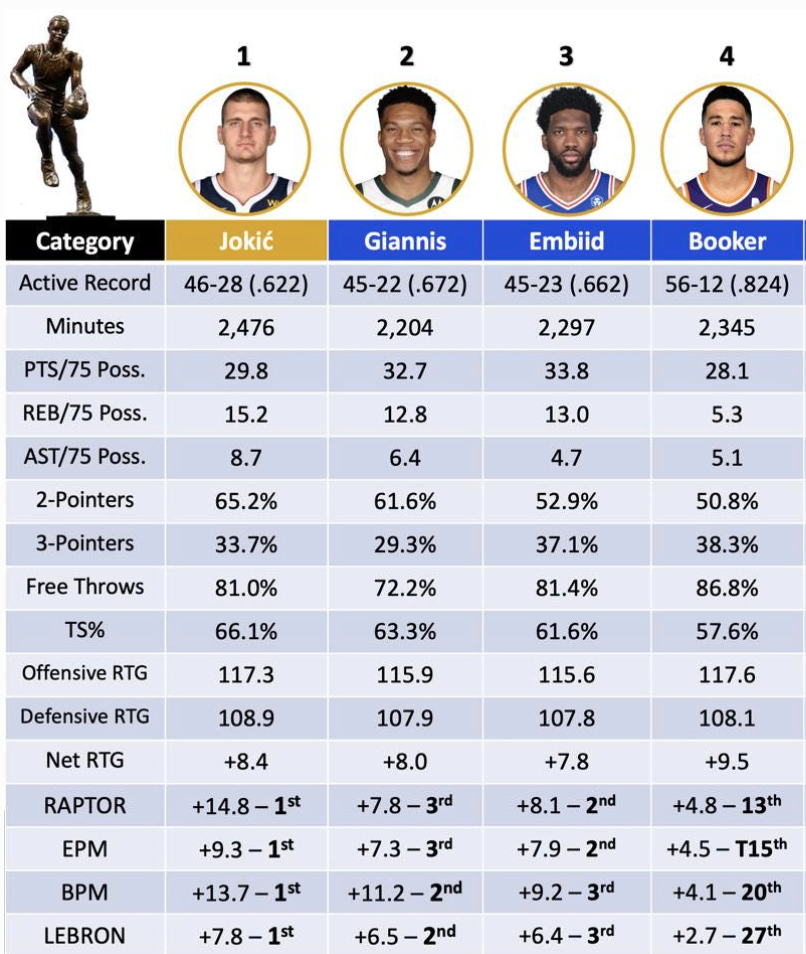 1 2 3 4
Category Jokić Giannis Embiid Booker
Active Record 46-28 (.622) 45-22 (.672) 45-23 (.662) 56-12 (.824)
Minutes 2,476 2,204 2,297 2,345
PTS/75 Poss. 29.8 32.7 33.8 28.1
REB/75 Poss. 15.2 12.8 13.0 5.3
AST/75 Poss. 8.7 6.4 4.7 5.1
2-Pointers 65.2% 61.6% 52.9% 50.8%
3-Pointers 33.7% 29.3% 37.1% 38.3%
Free Throws 81.0% 72.2% 81.4% 86.8%
TS% 66.1% 63.3% 61.6% 57.6%
Offensive RTG 117.3 115.9 115.6 117.6
Defensive RTG 108.9 107.9 107.8 108.1
Net RTG +8.4 +8.0 +7.8 +9.5
RAPTOR +14.8 – 1st +7.8 – 3rd +8.1 – 2nd +4.8 – 13th
EPM +9.3 – 1st +7.3 – 3rd +7.9 – 2nd +4.5 – T15th
BPM +13.7 – 1st +11.2 – 2nd +9.2 – 3rd +4.1 – 20th
LEBRON +7.8 – 1st +6.5 – 2nd +6.4 – 3rd +2.7 – 27th